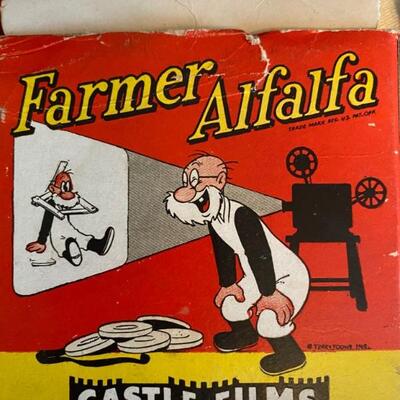 Farmer
Alfalfa
TRADE MARK REG. U.S. PAT. OFF.
© TERRYTOONS INC.
CASTLE FILMS